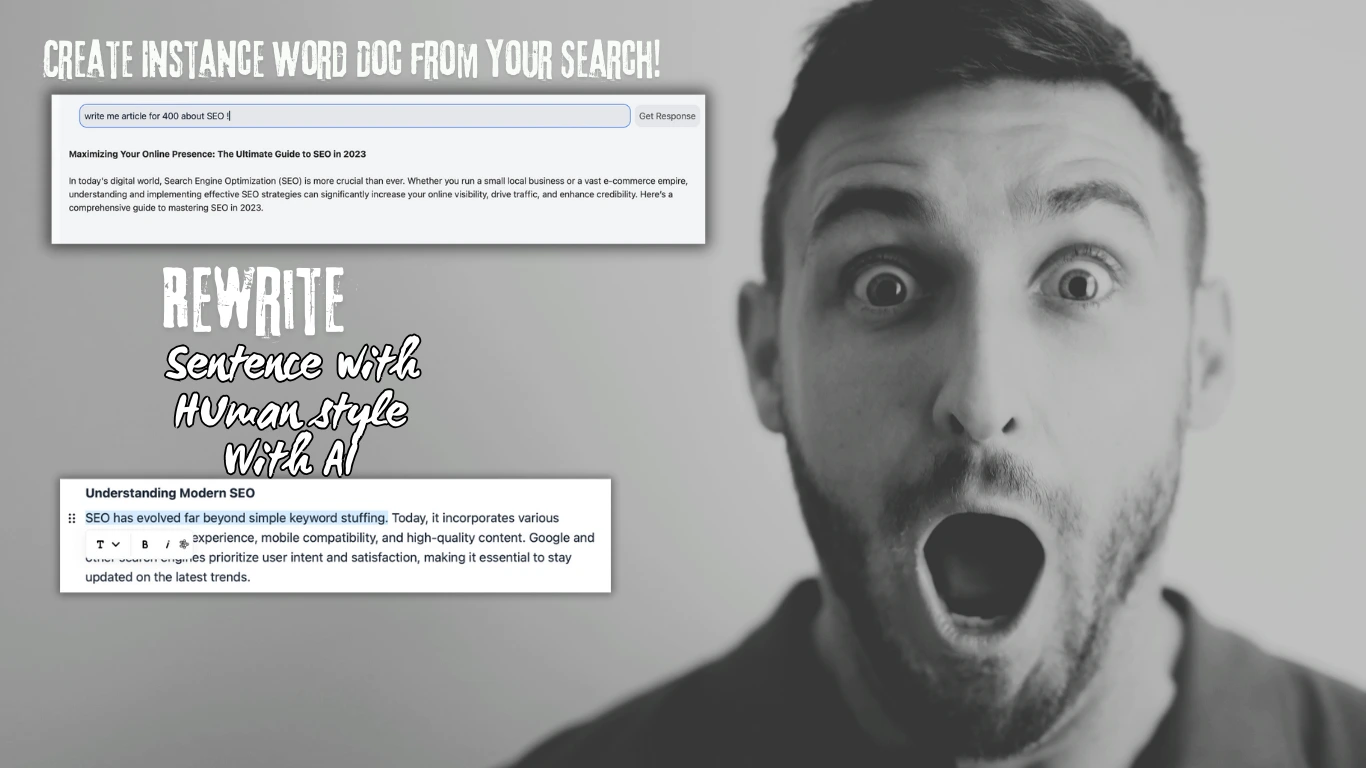 CREATE INSTANCE WORD DOC FROM YOUR SEARCH!
write me article for 400 about SEO !
Get Response
Maximizing Your Online Presence: The Ultimate Guide to SEO in 2023
In today's digital world, Search Engine Optimization (SEO) is more crucial than ever. Whether you run a small local business or a vast e-commerce empire,
understanding and implementing effective SEO strategies can significantly increase your online visibility, drive traffic, and enhance credibility. Here's a
comprehensive guide to mastering SEO in 2023.
REWRITE
Sentence with
HUman style
With AI
Understanding Modern SEO
SEO has evolved far beyond simple keyword stuffing. Today, it incorporates various
experience, mobile compatibility, and high-quality content. Google and
T B i
other search engines prioritize user intent and satisfaction, making it essential to stay
updated on the latest trends.